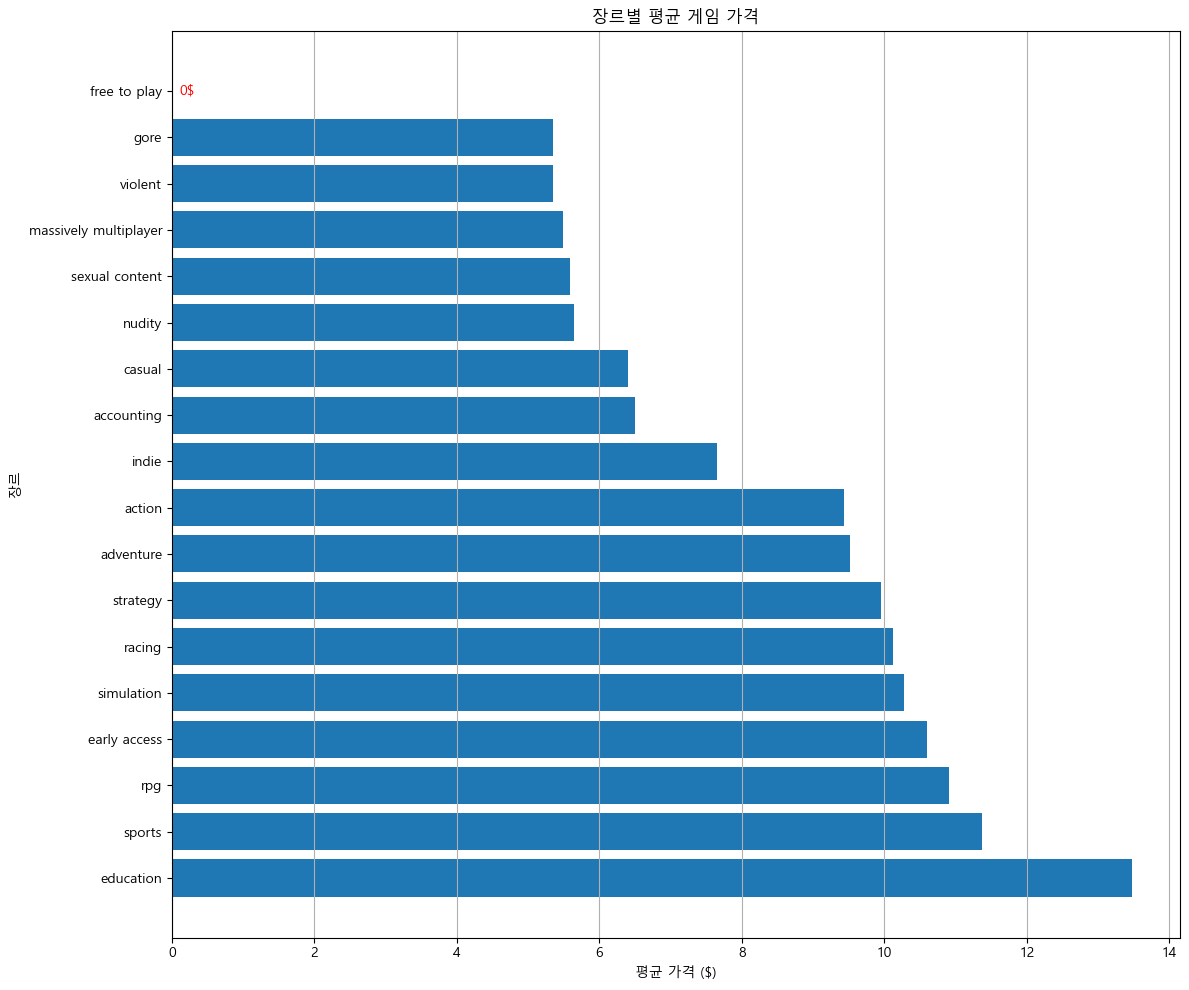 장르별 평균 게임 가격
free to play 0$
gore
violent
massively multiplayer
sexual content
nudity
casual
accounting
indie
장르
action
adventure
strategy
racing
simulation
early access
rpg
sports
education
0 2 4 6 8 10 12 14
평균 가격 ($)